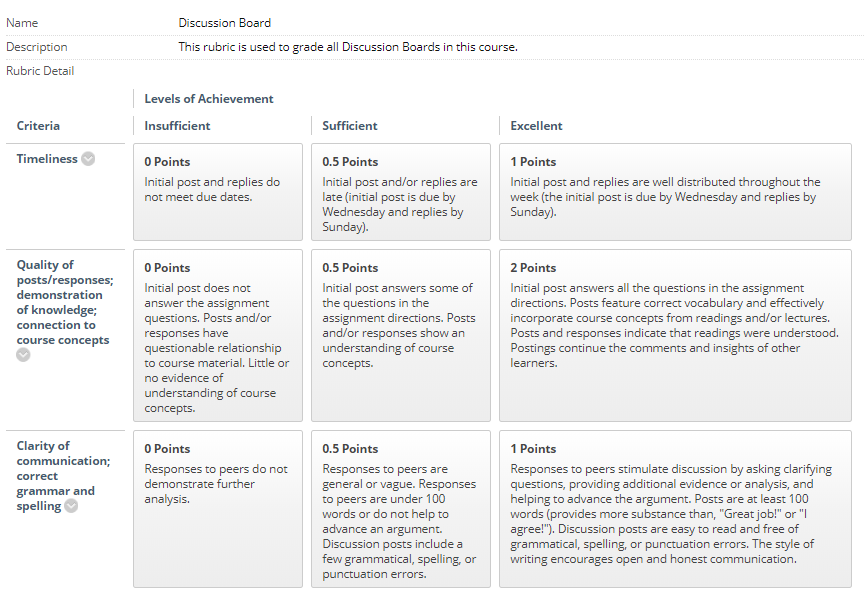 Name Discussion Board
Description This rubric is used to grade all Discussion Boards in this course.
Rubric Detail
Levels of Achievement
Criteria Insufficient Sufficient Excellent
Timeliness
0 Points
Initial post and replies do
not meet due dates.
0.5 Points
Initial post and/or replies are
late (initial post is due by
Wednesday and replies by
Sunday).
1 Points
Initial post and replies are well distributed throughout the
week (the initial post is due by Wednesday and replies by
Sunday).
Quality of
posts/responses;
demonstration
of knowledge;
connection to
course concepts
0 Points
Initial post does not
answer the assignment
questions. Posts and/or
responses have
questionable relationship
to course material. Little or
no evidence of
understanding of course
concepts.
0.5 Points
Initial post answers some of
the questions in the
assignment directions. Posts
and/or responses show an
understanding of course
concepts.
2 Points
Initial post answers all the questions in the assignment
directions. Posts feature correct vocabulary and effectively
incorporate course concepts from readings and/or lectures.
Posts and responses indicate that readings were understood.
Postings continue the comments and insights of other
learners.
Clarity of
communication;
correct
grammar and
spelling
0 Points
Responses to peers do not
demonstrate further
analysis.
0.5 Points
Responses to peers are
general or vague. Responses
to peers are under 100
words or do not help to
advance an argument.
Discussion posts include a
few grammatical, spelling, or
punctuation errors.
1 Points
Responses to peers stimulate discussion by asking clarifying
questions, providing additional evidence or analysis, and
helping to advance the argument. Posts are at least 100
words (provides more substance than, "Great job!" or "I
agree!"). Discussion posts are easy to read and free of
grammatical, spelling, or punctuation errors. The style of
writing encourages open and honest communication.